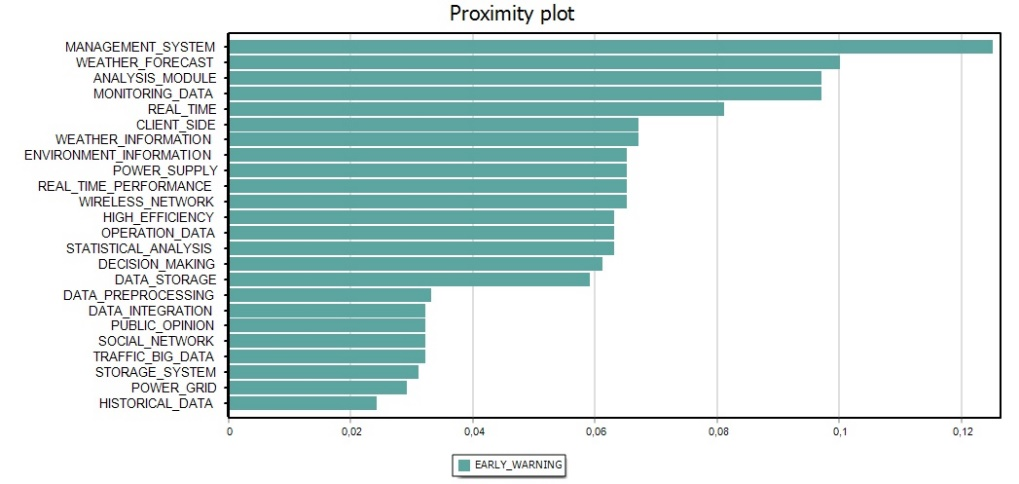 Proximity plot
MANAGEMENT_SYSTEM
WEATHER_FORECAST
ANALYSIS_MODULE
MONITORING_DATA
REAL_TIME
CLIENT_SIDE
WEATHER_INFORMATION
ENVIRONMENT_INFORMATION
POWER_SUPPLY
REAL_TIME_PERFORMANCE
WIRELESS_NETWORK
HIGH_EFFICIENCY
OPERATION_DATA
STATISTICAL_ANALYSIS
DECISION_MAKING
DATA_STORAGE
DATA_PREPROCESSING
DATA_INTEGRATION
PUBLIC_OPINION
SOCIAL_NETWORK
TRAFFIC_BIG_DATA
STORAGE_SYSTEM
POWER_GRID
HISTORICAL_DATA
0 0,02 0,04 0,06 0,08 0,1 0,12
EARLY_WARNING